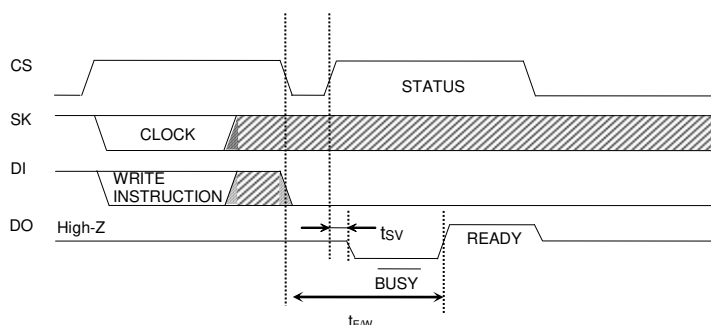 CS
STATUS
SK
CLOCK
DI
WRITE
INSTRUCTION
DO
High-Z
tSV
READY
BUSY
tE/W